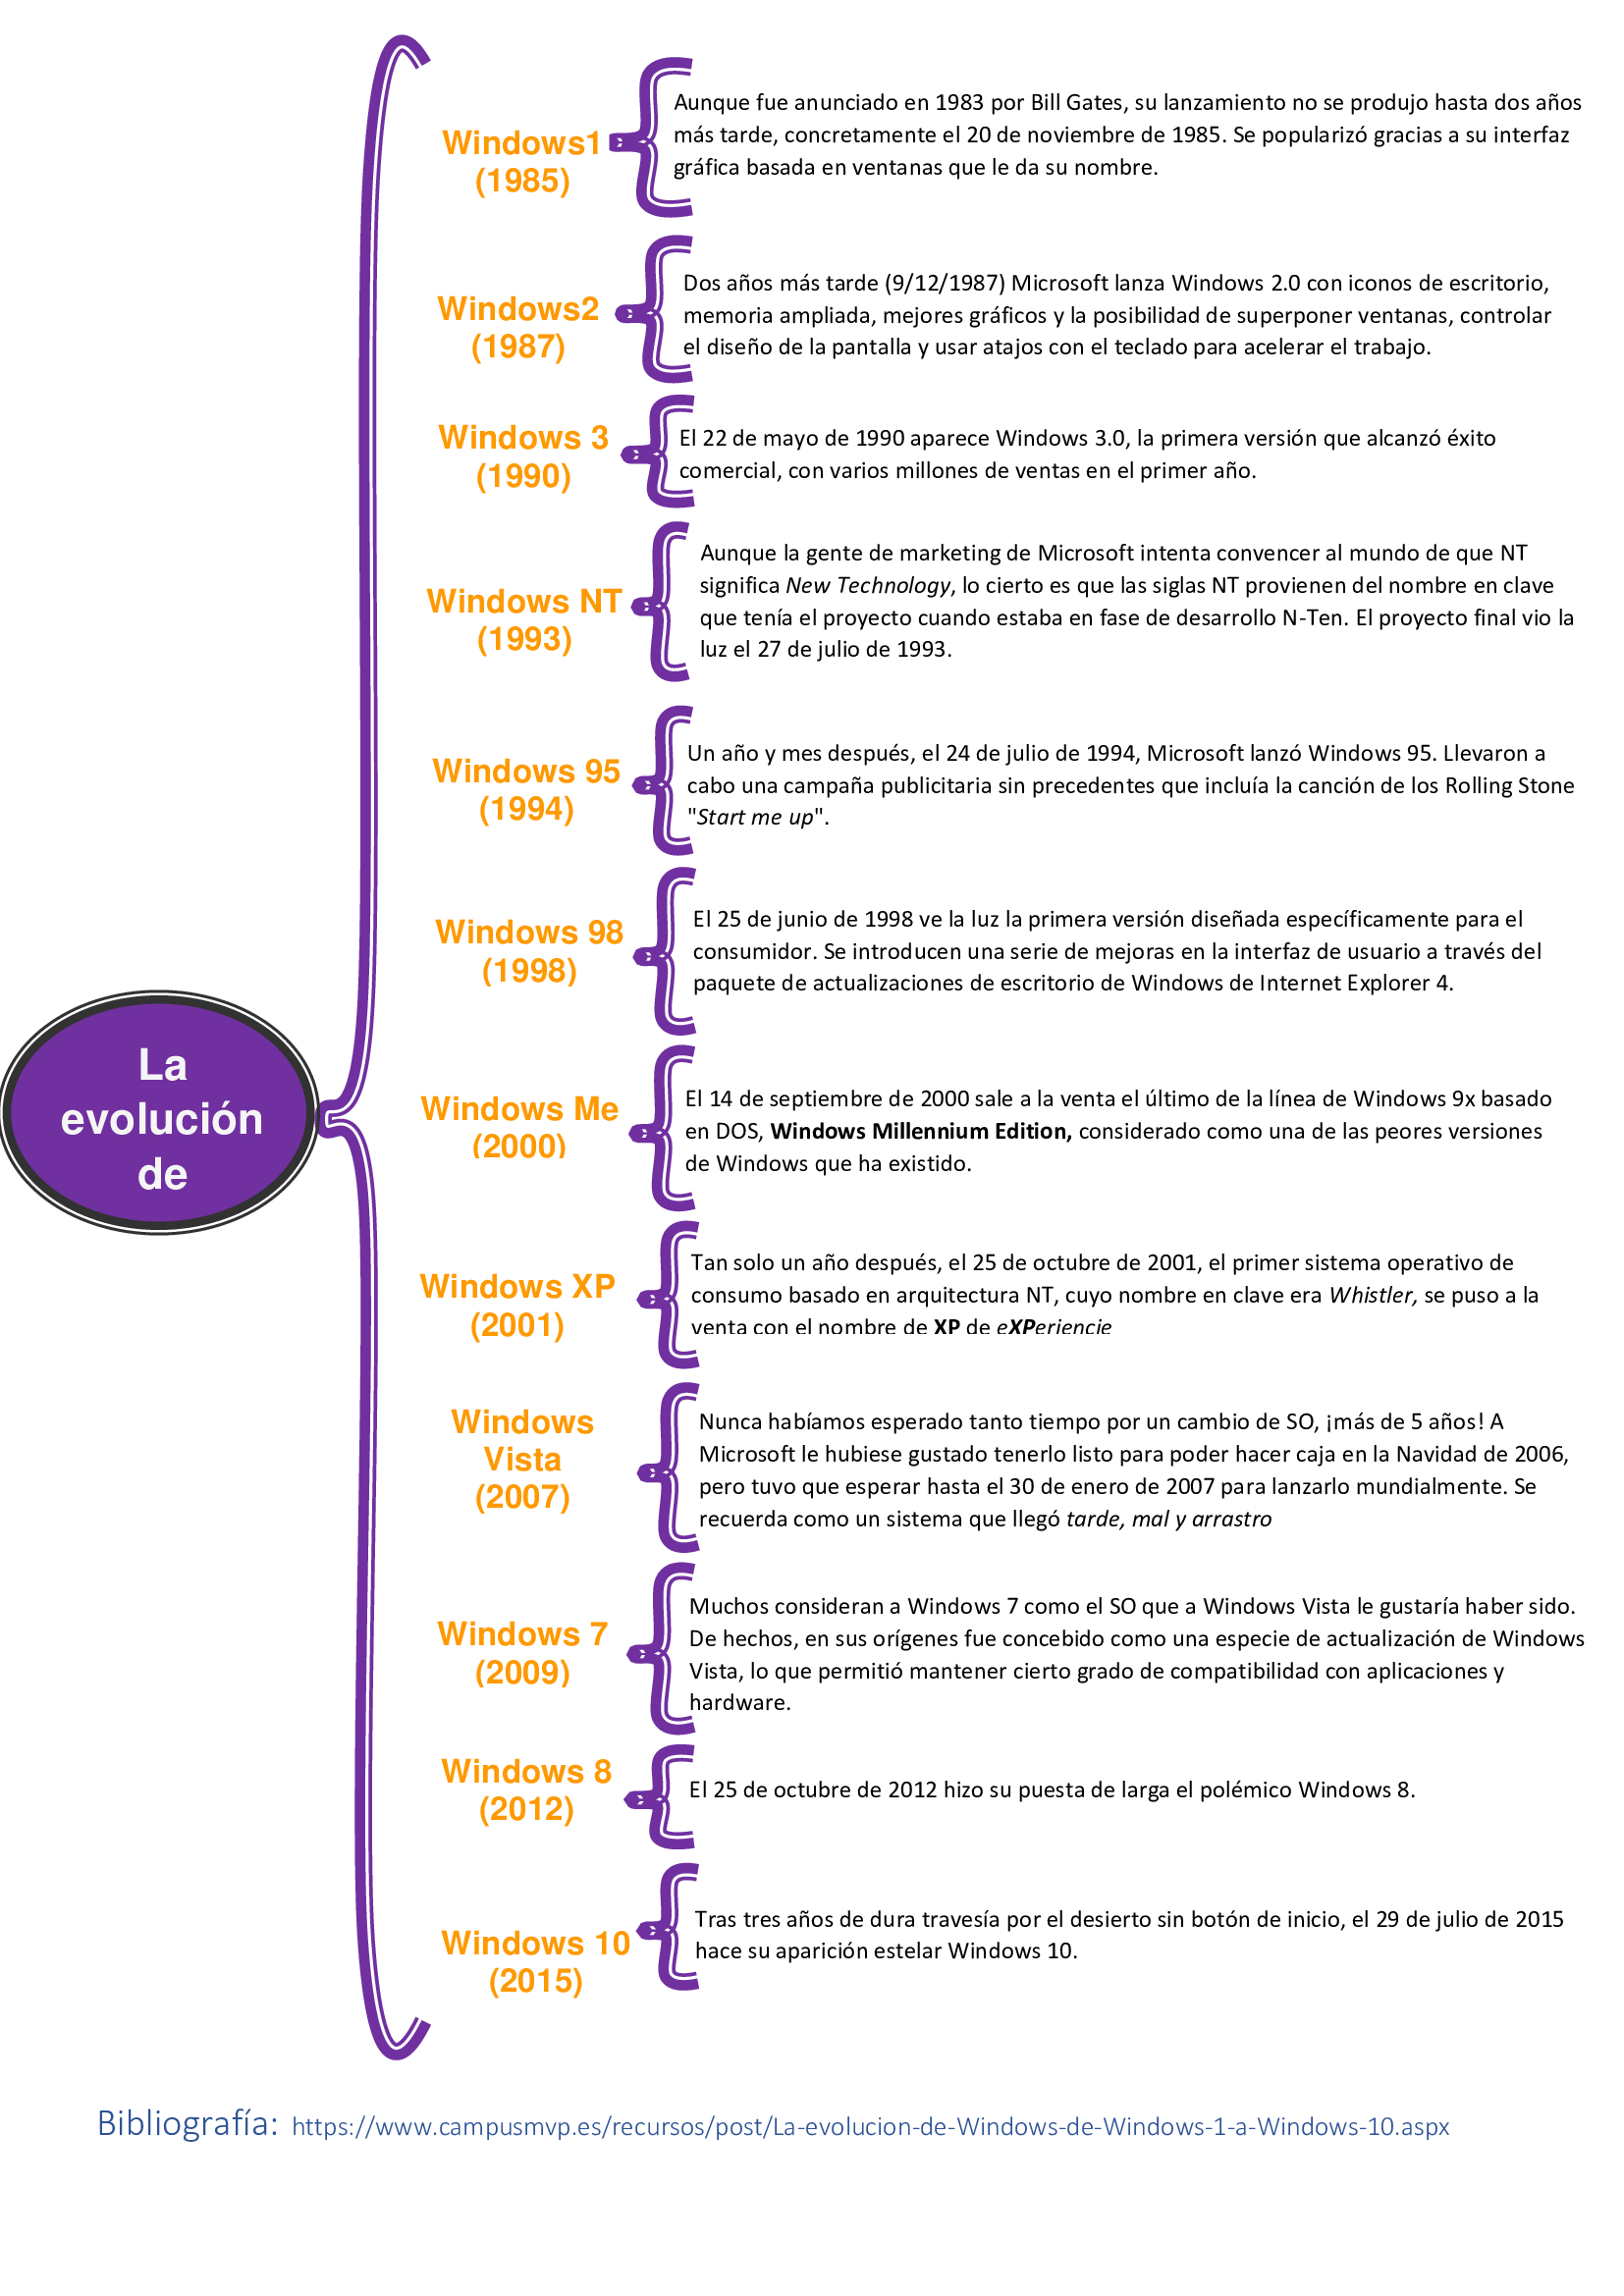 Windows1
(1985)
Aunque fue anunciado en 1983 por Bill Gates, su lanzamiento no se produjo hasta dos años
más tarde, concretamente el 20 de noviembre de 1985. Se popularizó gracias a su interfaz
gráfica basada en ventanas que le da su nombre.
Windows2
(1987)
Dos años más tarde (9/12/1987) Microsoft lanza Windows 2.0 con iconos de escritorio,
memoria ampliada, mejores gráficos y la posibilidad de superponer ventanas, controlar
el diseño de la pantalla y usar atajos con el teclado para acelerar el trabajo.
Windows 3
(1990)
El 22 de mayo de 1990 aparece Windows 3.0, la primera versión que alcanzó éxito
comercial, con varios millones de ventas en el primer año.
Windows NT
(1993)
Aunque la gente de marketing de Microsoft intenta convencer al mundo de que NT
significa New Technology, lo cierto es que las siglas NT provienen del nombre en clave
que tenía el proyecto cuando estaba en fase de desarrollo N-Ten. El proyecto final vio la
luz el 27 de julio de 1993.
Windows 95
(1994)
Un año y mes después, el 24 de julio de 1994, Microsoft lanzó Windows 95. Llevaron a
cabo una campaña publicitaria sin precedentes que incluía la canción de los Rolling Stone
"Start me up".
Windows 98
(1998)
El 25 de junio de 1998 ve la luz la primera versión diseñada específicamente para el
consumidor. Se introducen una serie de mejoras en la interfaz de usuario a través del
paquete de actualizaciones de escritorio de Windows de Internet Explorer 4.
La
evolución
de
Windows Me
(2000)
El 14 de septiembre de 2000 sale a la venta el último de la línea de Windows 9x basado
en DOS, Windows Millennium Edition, considerado como una de las peores versiones
de Windows que ha existido.
Windows XP
(2001)
Tan solo un año después, el 25 de octubre de 2001, el primer sistema operativo de
consumo basado en arquitectura NT, cuyo nombre en clave era Whistler, se puso a la
venta con el nombre de XP de eXPeriencie
Windows
Vista
(2007)
Nunca habíamos esperado tanto tiempo por un cambio de SO, ¡más de 5 años! A
Microsoft le hubiese gustado tenerlo listo para poder hacer caja en la Navidad de 2006,
pero tuvo que esperar hasta el 30 de enero de 2007 para lanzarlo mundialmente. Se
recuerda como un sistema que llegó tarde, mal y arrastro
Windows 7
(2009)
Muchos consideran a Windows 7 como el SO que a Windows Vista le gustaría haber sido.
De hechos, en sus orígenes fue concebido como una especie de actualización de Windows
Vista, lo que permitió mantener cierto grado de compatibilidad con aplicaciones y
hardware.
Windows 8
(2012)
El 25 de octubre de 2012 hizo su puesta de larga el polémico Windows 8.
Windows 10
(2015)
Tras tres años de dura travesía por el desierto sin botón de inicio, el 29 de julio de 2015
hace su aparición estelar Windows 10.
Bibliografía: https://www.campusmvp.es/recursos/post/La-evolucion-de-Windows-de-Windows-1-a-Windows-10.aspx